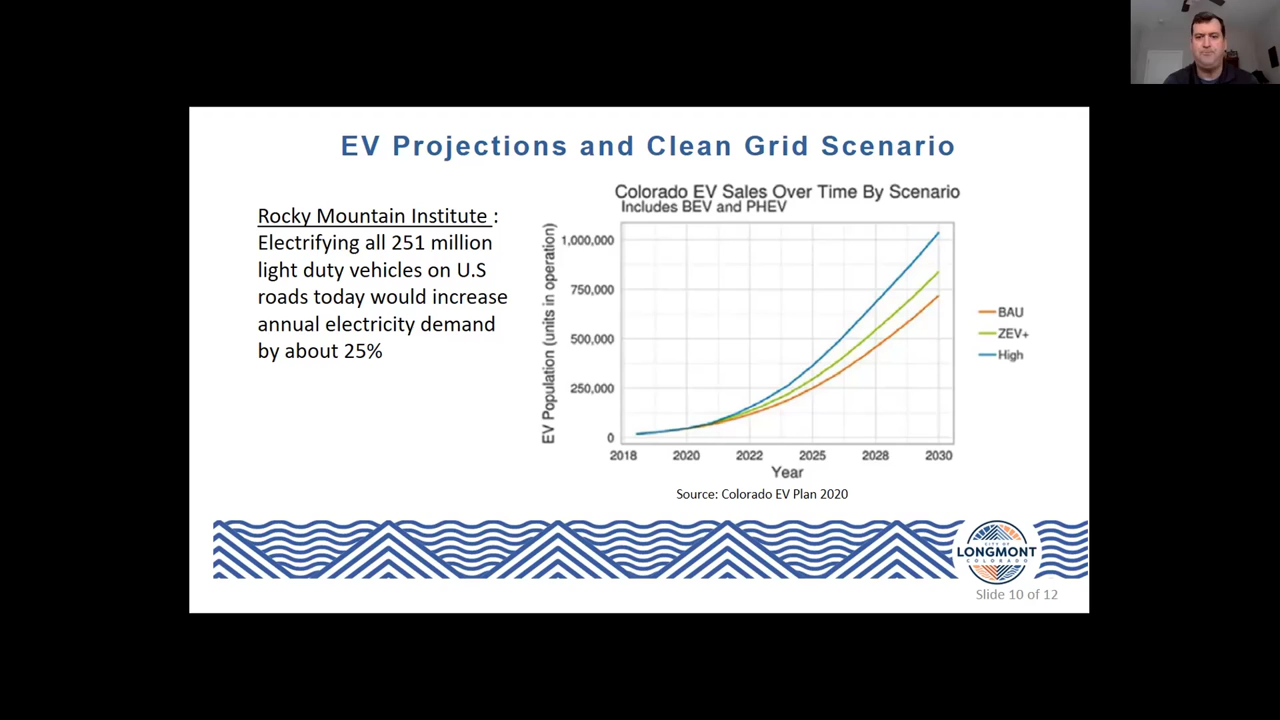 EV Projections and Clean Grid Scenario
Rocky Mountain Institute :
Electrifying all 251 million
light duty vehicles on U.S
roads today would increase
annual electricity demand
by about 25%
Colorado EV Sales Over Time By Scenario
Includes BEV and PHEV
EV Population (units in operation)
1,000,000
750,000
500,000
250,000
0
2018 2020 2022 2025 2028 2030
Year
BAU
ZEV+
High
Source: Colorado EV Plan 2020
CITY OF
LONGMONT
COLORADO
Slide 10 of 12